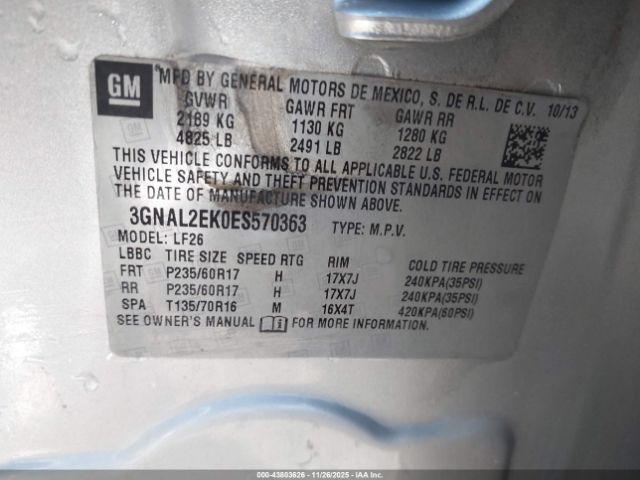 GM
MFD BY GENERAL MOTORS DE MEXICO, S. DE R.L. DE C.V. 10/13
GVWR GAWR FRT GAWR RR
2189 KG 1130 KG 1280 KG
4825 LB 2491 LB 2822 LB
THIS VEHICLE CONFORMS TO ALL APPLICABLE U.S. FEDERAL MOTOR
VEHICLE SAFETY AND THEFT PREVENTION STANDARDS IN EFFECT ON
THE DATE OF MANUFACTURE SHOWN ABOVE.
3GNAL2EK0ES570363 TYPE: M.P.V.
MODEL: LF26
LBBC TIRE SIZE SPEED RTG RIM COLD TIRE PRESSURE
FRT P235/60R17 H 17X7J 240KPA(35PSI)
RR P235/60R17 H 17X7J 240KPA(35PSI)
SPA T135/70R16 M 16X4T 420KPA(60PSI)
SEE OWNER'S MANUAL FOR MORE INFORMATION.
000-43803626 - 11/26/2025 - IAAI.CA